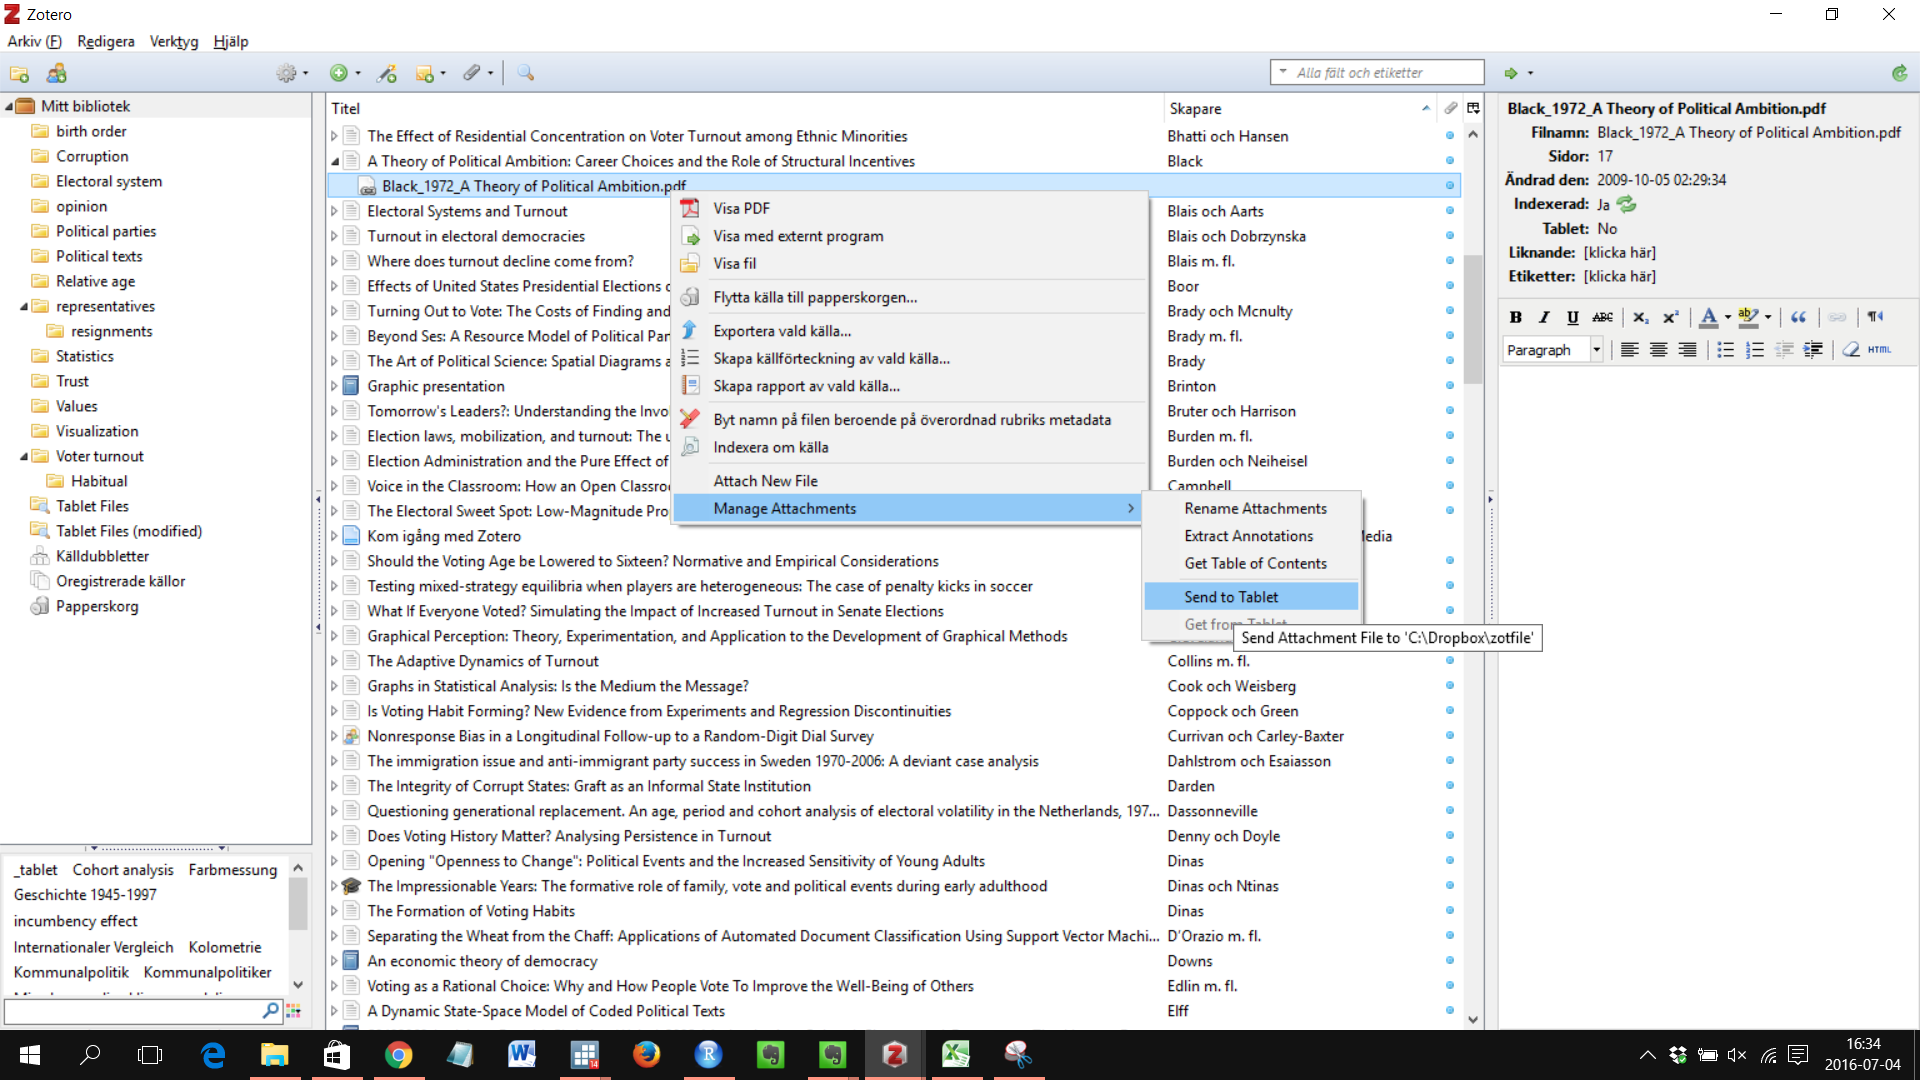 Zotero
Arkiv (F) Redigera Verktyg Hjälp
Alla fält och etiketter
Mitt bibliotek
birth order
Corruption
Electoral system
opinion
Political parties
Political texts
Relative age
representatives
resignments
Statistics
Trust
Values
Visualization
Voter turnout
Habitual
Tablet Files
Tablet Files (modified)
Källdubbletter
Oregistrerade källor
Papperskorg
_tablet Cohort analysis Farbmessung
Geschichte 1945-1997
incumbency effect
Internationaler Vergleich Kolometrie
Kommunalpolitik Kommunalpolitiker
Titel Skapare
The Effect of Residential Concentration on Voter Turnout among Ethnic Minorities Bhatti och Hansen
A Theory of Political Ambition: Career Choices and the Role of Structural Incentives Black
Black_1972_A Theory of Political Ambition.pdf
Electoral Systems and Turnout Blais och Aarts
Turnout in electoral democracies Blais och Dobrzynska
Where does turnout decline come from? Blais m. fl.
Effects of United States Presidential Elections Boor
Turning Out to Vote: The Costs of Finding and Brady och Mcnulty
Beyond Ses: A Resource Model of Political Brady m. fl.
The Art of Political Science: Spatial Diagrams Brady
Graphic presentation Brinton
Tomorrow's Leaders?: Understanding the Bruter och Harrison
Election laws, mobilization, and turnout: The Burden m. fl.
Election Administration and the Pure Effect of Burden och Neiheisel
Voice in the Classroom: How an Open Campbell
The Electoral Sweet Spot: Low-Magnitude
Kom igång med Zotero
Should the Voting Age be Lowered to Sixteen? Normative and Empirical Considerations
Testing mixed-strategy equilibria when players are heterogeneous: The case of penalty kicks in soccer
What If Everyone Voted? Simulating the Impact of Increased Turnout in Senate Elections
Graphical Perception: Theory, Experimentation, and Application to the Development of Graphical Methods
The Adaptive Dynamics of Turnout Collins m. fl.
Graphs in Statistical Analysis: Is the Medium the Message? Cook och Weisberg
Is Voting Habit Forming? New Evidence from Experiments and Regression Discontinuities Coppock och Green
Nonresponse Bias in a Longitudinal Follow-up to a Random-Digit Dial Survey Currivan och Carley-Baxter
The immigration issue and anti-immigrant party success in Sweden 1970-2006: A deviant case analysis Dahlstrom och Esaiasson
The Integrity of Corrupt States: Graft as an Informal State Institution Darden
Questioning generational replacement. An age, period and cohort analysis of electoral volatility in the Netherlands, 197... Dassonneville
Does Voting History Matter? Analysing Persistence in Turnout Denny och Doyle
Opening "Openness to Change": Political Events and the Increased Sensitivity of Young Adults Dinas
The Impressionable Years: The formative role of family, vote and political events during early adulthood Dinas och Ntinas
The Formation of Voting Habits Dinas
Separating the Wheat from the Chaff: Applications of Automated Document Classification Using Support Vector Machi... D'Orazio m. fl.
An economic theory of democracy Downs
Voting as a Rational Choice: Why and How People Vote To Improve the Well-Being of Others Edlin m. fl.
A Dynamic State-Space Model of Coded Political Texts Elff
Visa PDF
Visa med externt program
Visa fil
Flytta källa till papperskorgen...
Exportera vald källa...
Skapa källförteckning av vald källa...
Skapa rapport av vald källa...
Byt namn på filen beroende på överordnad rubriks metadata
Indexera om källa
Attach New File
Manage Attachments
Rename Attachments
Extract Annotations
Get Table of Contents
Send to Tablet
Get from Tablet
Send Attachment File to 'C:\Dropbox\zotfile'
Black_1972_A Theory of Political Ambition.pdf
Filnamn: Black_1972_A Theory of Political Ambition.pdf
Sidor: 17
Ändrad den: 2009-10-05 02:29:34
Indexerad: Ja
Tablet: No
Liknande: [klicka här]
Etiketter: [klicka här]
B I U ABC X₂ X² A ab HTML
Paragraph
16:34
2016-07-04